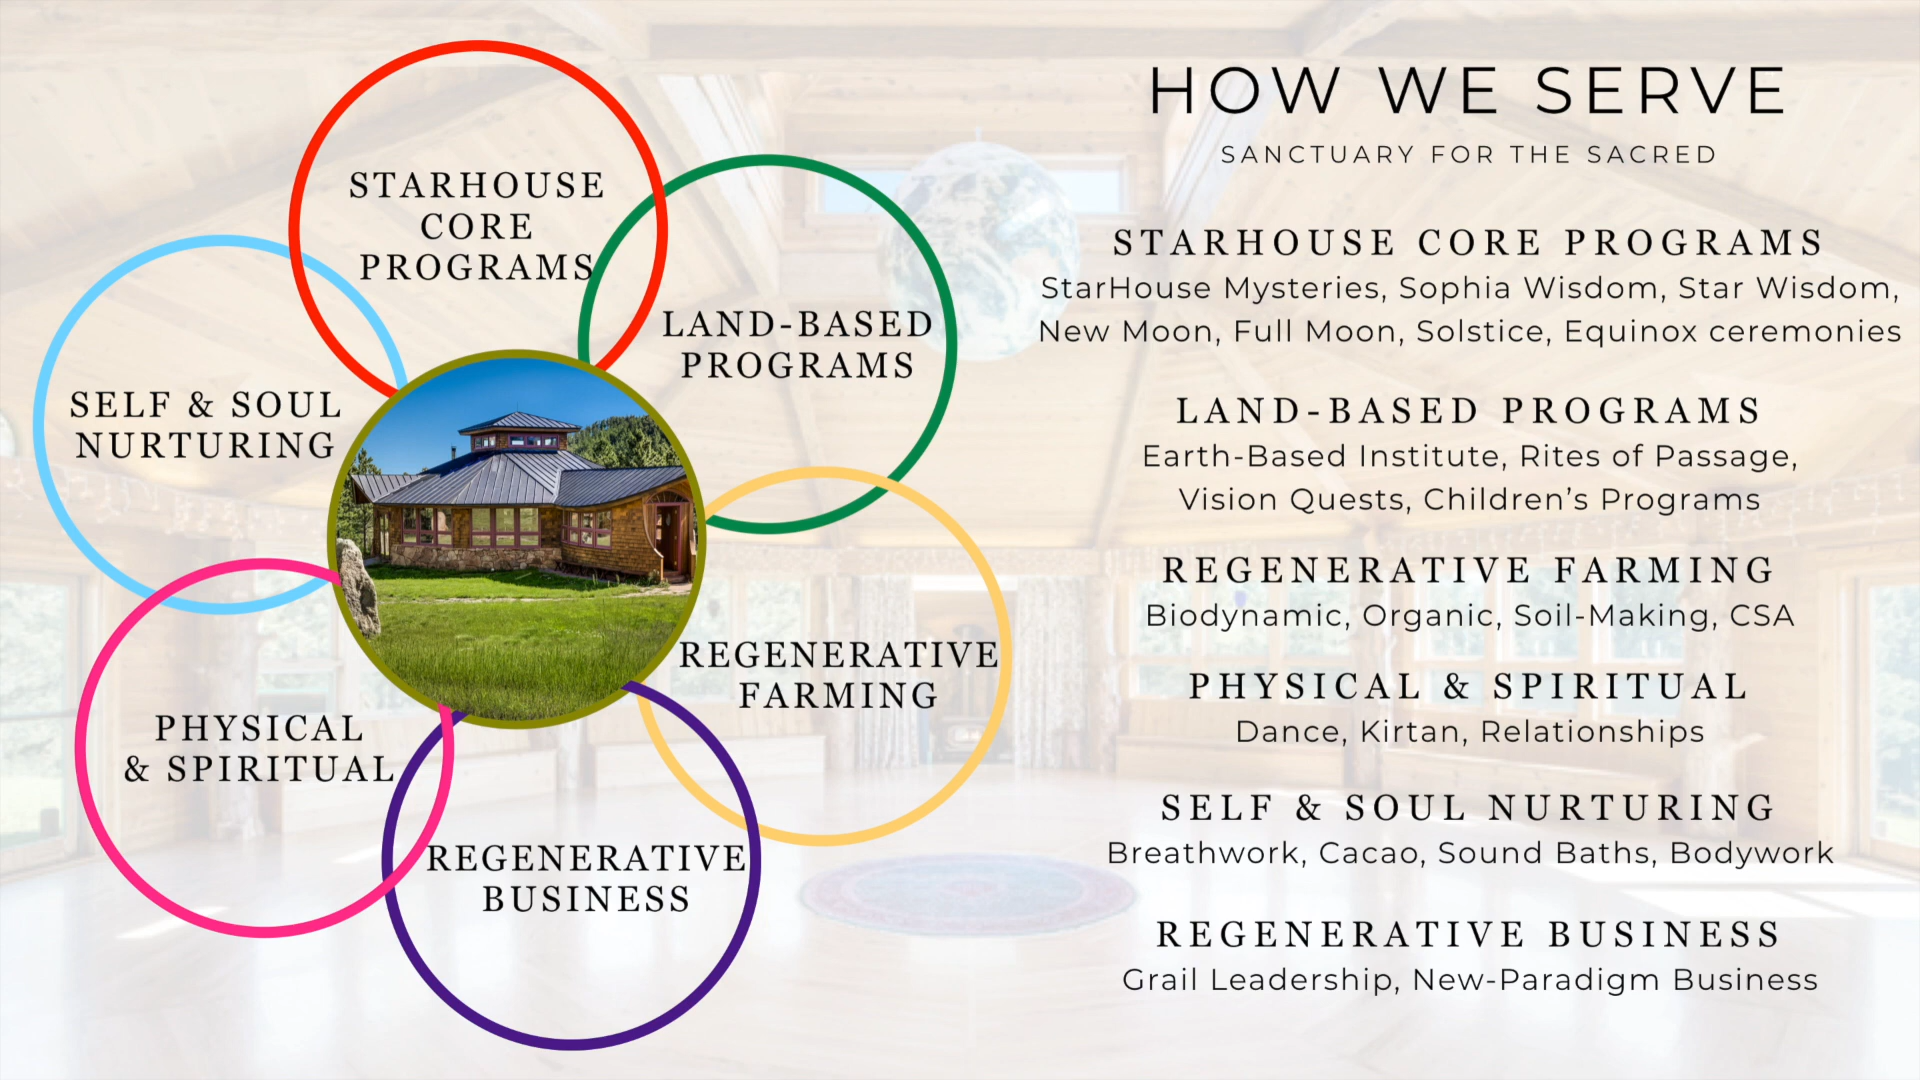 STARHOUSE
CORE
PROGRAMS
LAND-BASED
PROGRAMS
SELF & SOUL
NURTURING
REGENERATIVE
FARMING
PHYSICAL
& SPIRITUAL
REGENERATIVE
BUSINESS
HOW WE SERVE
SANCTUARY FOR THE SACRED
STARHOUSE CORE PROGRAMS
StarHouse Mysteries, Sophia Wisdom, Star Wisdom,
New Moon, Full Moon, Solstice, Equinox ceremonies
LAND-BASED PROGRAMS
Earth-Based Institute, Rites of Passage,
Vision Quests, Children’s Programs
REGENERATIVE FARMING
Biodynamic, Organic, Soil-Making, CSA
PHYSICAL & SPIRITUAL
Dance, Kirtan, Relationships
SELF & SOUL NURTURING
Breathwork, Cacao, Sound Baths, Bodywork
REGENERATIVE BUSINESS
Grail Leadership, New-Paradigm Business